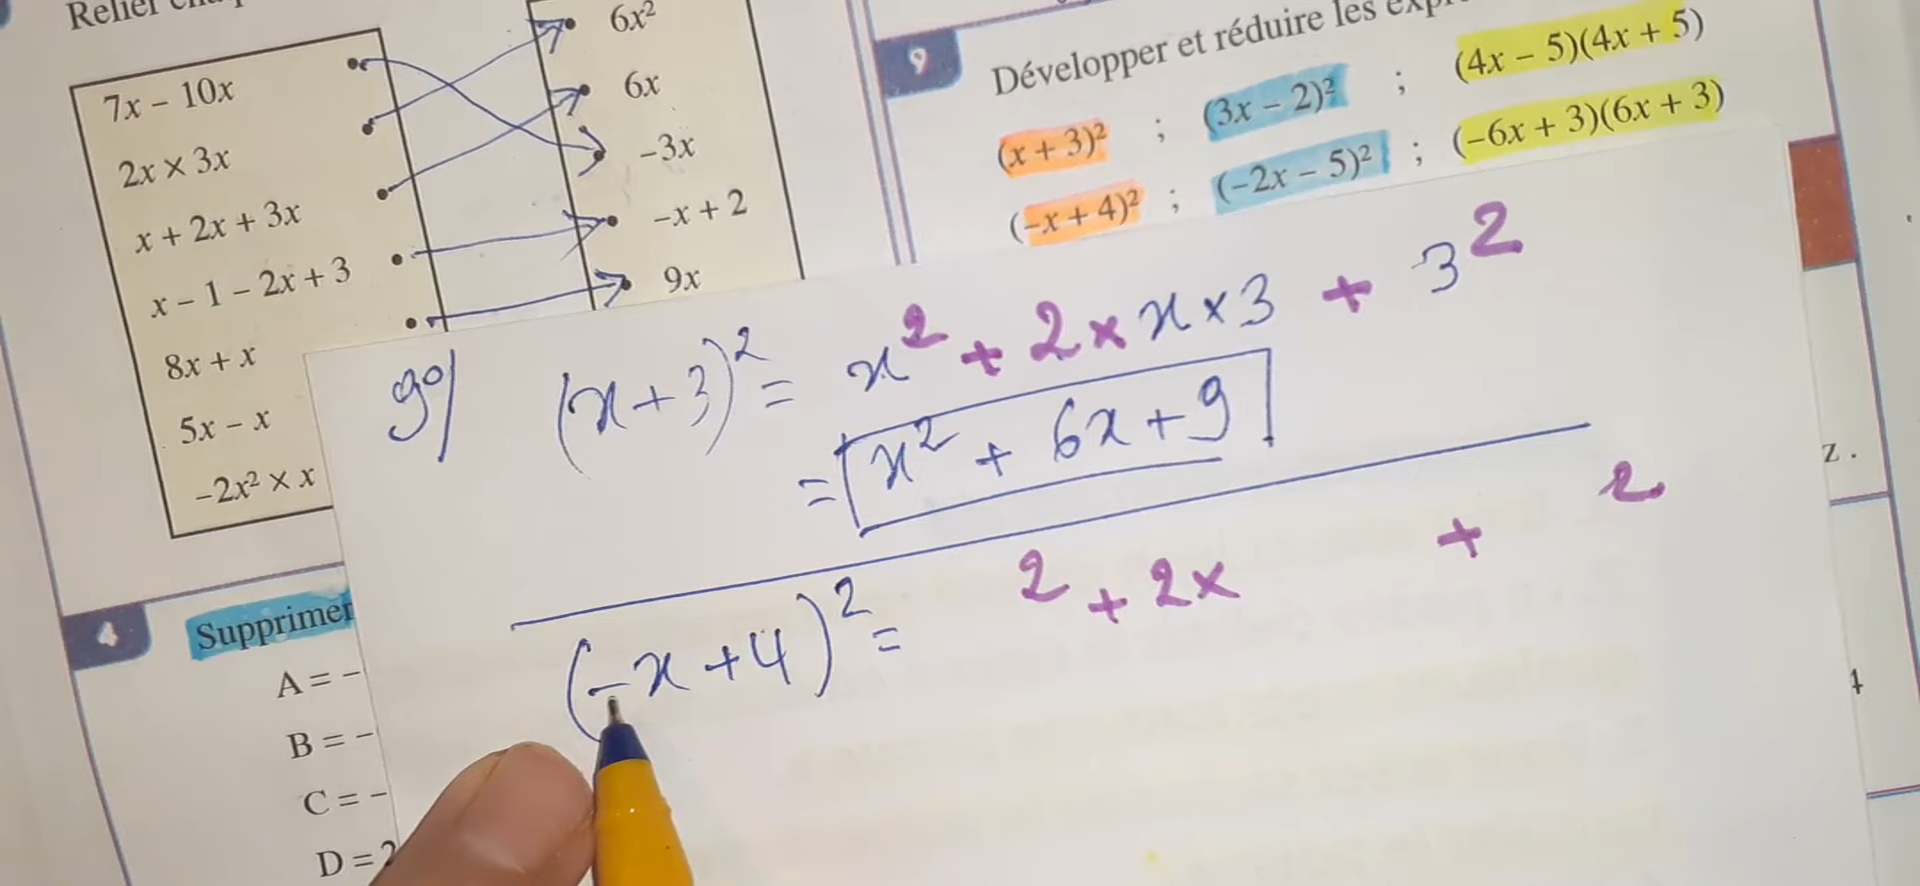 Relier
7x – 10x
2x × 3x
x + 2x + 3x
x – 1 – 2x + 3
8x + x
5x – x
-2x² × x
6x²
6x
-3x
-x + 2
9x
9
Développer et réduire les
(x + 3)² ; (3x – 2)² ; (4x – 5)(4x + 5)
(-x + 4)² ; (-2x – 5)² ; (-6x + 3)(6x + 3)
9°/ (x+3)² = x² + 2 × x × 3 + 3²
= x² + 6x + 9
(-x+4)² = ² + 2x + ²
4
Supprimer
A = –
B = –
C = –
D = 2
z .
4